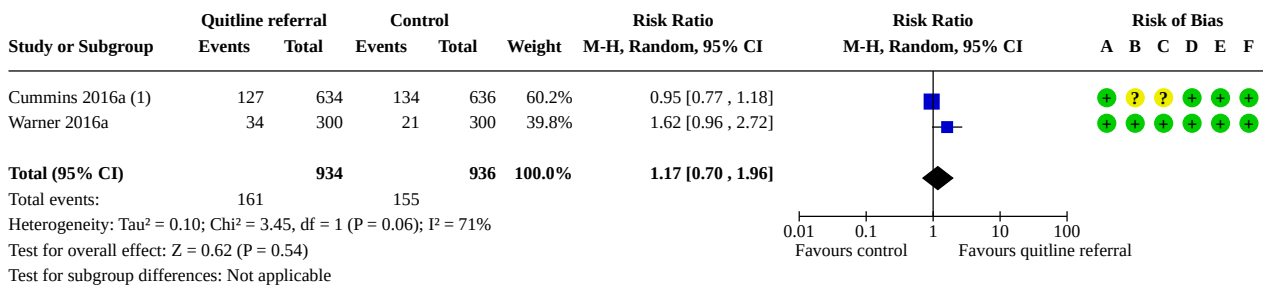 Quitline referral Control Risk Ratio Risk Ratio Risk of Bias
Study or Subgroup Events Total Events Total Weight M-H, Random, 95% CI M-H, Random, 95% CI A B C D E F
Cummins 2016a (1) 127 634 134 636 60.2% 0.95 [0.77 , 1.18] + ? ? + + +
Warner 2016a 34 300 21 300 39.8% 1.62 [0.96 , 2.72] + + + + + +
Total (95% CI) 934 936 100.0% 1.17 [0.70 , 1.96]
Total events: 161 155
Heterogeneity: Tau² = 0.10; Chi² = 3.45, df = 1 (P = 0.06); I² = 71%
0.01 0.1 1 10 100
Test for overall effect: Z = 0.62 (P = 0.54) Favours control Favours quitline referral
Test for subgroup differences: Not applicable